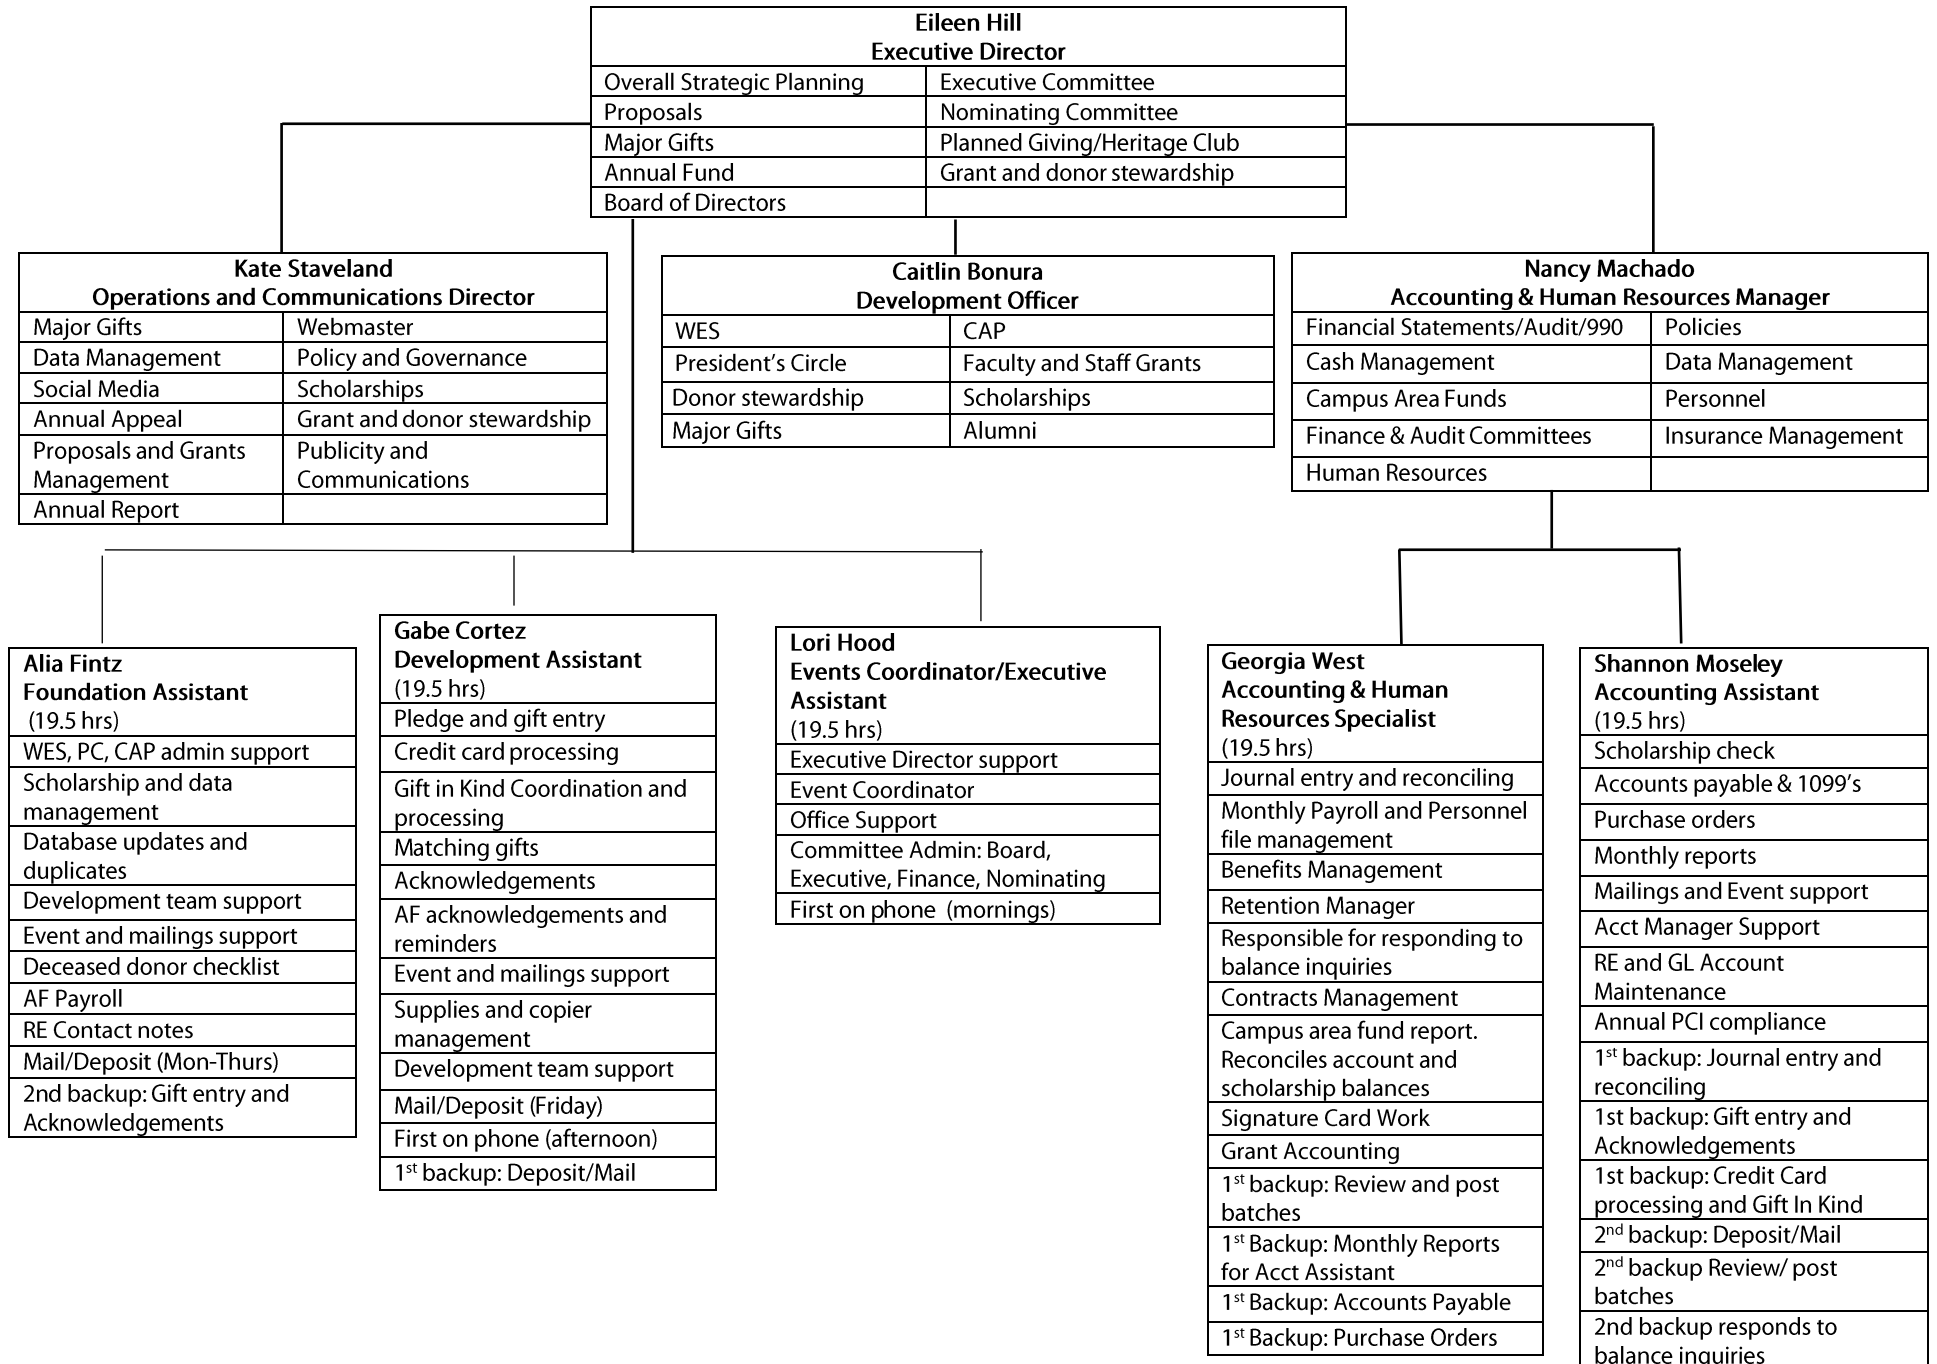 Eileen Hill
Executive Director
Overall Strategic Planning
Executive Committee
Proposals
Nominating Committee
Major Gifts
Planned Giving/Heritage Club
Annual Fund
Grant and donor stewardship
Board of Directors
Kate Staveland
Operations and Communications Director
Major Gifts
Webmaster
Data Management
Policy and Governance
Social Media
Scholarships
Annual Appeal
Grant and donor stewardship
Proposals and Grants
Management
Publicity and
Communications
Annual Report
Caitlin Bonura
Development Officer
WES
CAP
President’s Circle
Faculty and Staff Grants
Donor stewardship
Scholarships
Major Gifts
Alumni
Nancy Machado
Accounting & Human Resources Manager
Financial Statements/Audit/990
Policies
Cash Management
Data Management
Campus Area Funds
Personnel
Finance & Audit Committees
Insurance Management
Human Resources
Alia Fintz
Foundation Assistant
(19.5 hrs)
WES, PC, CAP admin support
Scholarship and data
management
Database updates and
duplicates
Development team support
Event and mailings support
Deceased donor checklist
AF Payroll
RE Contact notes
Mail/Deposit (Mon-Thurs)
2nd backup: Gift entry and
Acknowledgements
Gabe Cortez
Development Assistant
(19.5 hrs)
Pledge and gift entry
Credit card processing
Gift in Kind Coordination and
processing
Matching gifts
Acknowledgements
AF acknowledgements and
reminders
Event and mailings support
Supplies and copier
management
Development team support
Mail/Deposit (Friday)
First on phone (afternoon)
1st backup: Deposit/Mail
Lori Hood
Events Coordinator/Executive
Assistant
(19.5 hrs)
Executive Director support
Event Coordinator
Office Support
Committee Admin: Board,
Executive, Finance, Nominating
First on phone (mornings)
Georgia West
Accounting & Human
Resources Specialist
(19.5 hrs)
Journal entry and reconciling
Monthly Payroll and Personnel
file management
Benefits Management
Retention Manager
Responsible for responding to
balance inquiries
Contracts Management
Campus area fund report.
Reconciles account and
scholarship balances
Signature Card Work
Grant Accounting
1st backup: Review and post
batches
1st Backup: Monthly Reports
for Acct Assistant
1st Backup: Accounts Payable
1st Backup: Purchase Orders
Shannon Moseley
Accounting Assistant
(19.5 hrs)
Scholarship check
Accounts payable & 1099’s
Purchase orders
Monthly reports
Mailings and Event support
Acct Manager Support
RE and GL Account
Maintenance
Annual PCI compliance
1st backup: Journal entry and
reconciling
1st backup: Gift entry and
Acknowledgements
1st backup: Credit Card
processing and Gift In Kind
2nd backup: Deposit/Mail
2nd backup Review/ post
batches
2nd backup responds to
balance inquiries